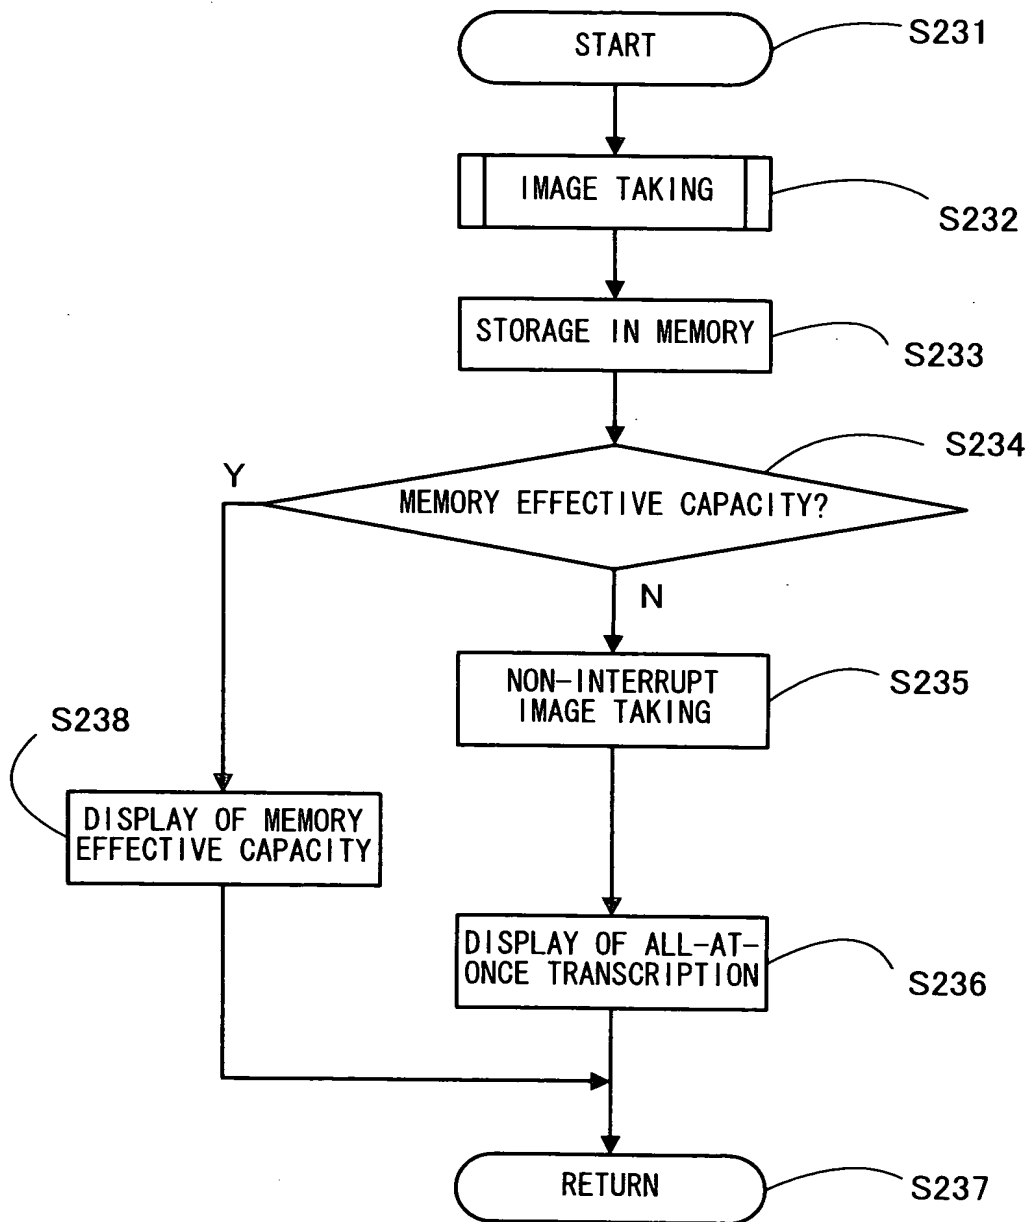 START
S231
IMAGE TAKING
S232
STORAGE IN MEMORY
S233
S234
Y
MEMORY EFFECTIVE CAPACITY?
N
NON-INTERRUPT
IMAGE TAKING
S235
S238
DISPLAY OF MEMORY
EFFECTIVE CAPACITY
DISPLAY OF ALL-AT-
ONCE TRANSCRIPTION
S236
RETURN
S237